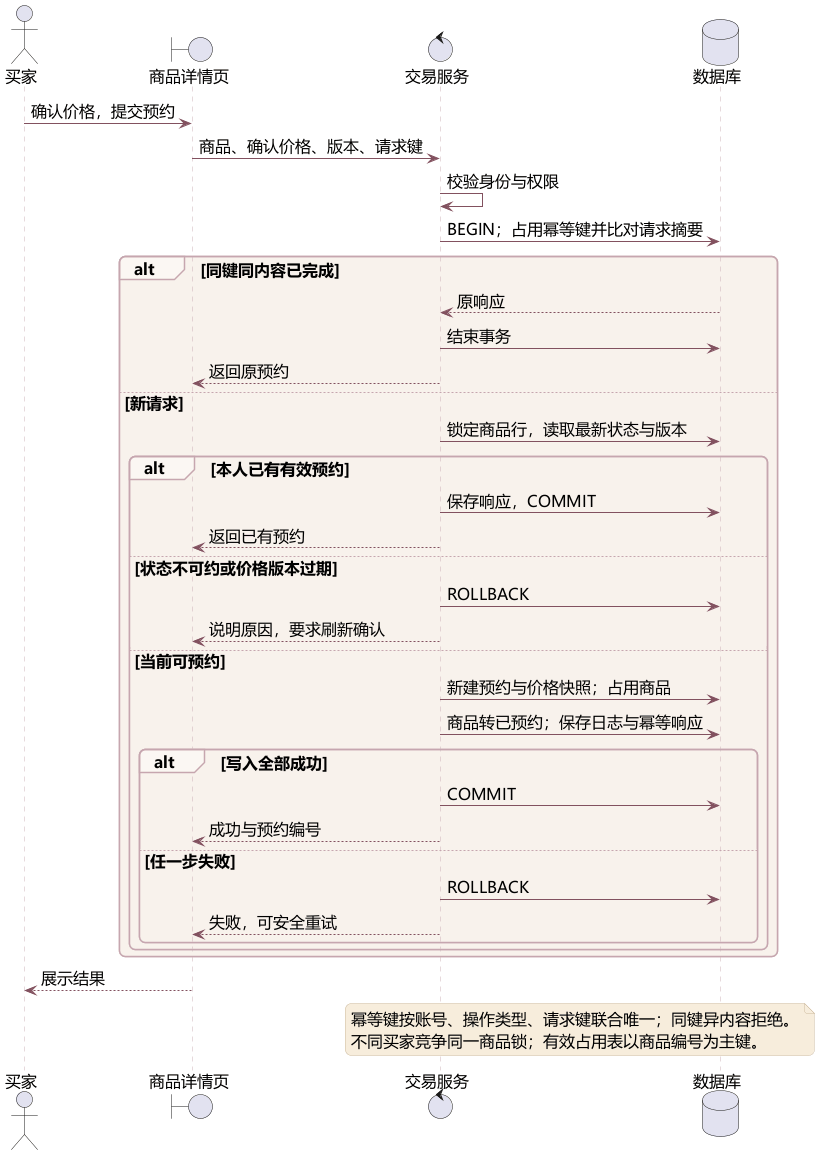 买家
商品详情页
交易服务
数据库
确认价格，提交预约
商品、确认价格、版本、请求键
校验身份与权限
BEGIN；占用幂等键并比对请求摘要
alt
[同键同内容已完成]
原响应
结束事务
返回原预约
[新请求]
锁定商品行，读取最新状态与版本
alt
[本人已有有效预约]
保存响应，COMMIT
返回已有预约
[状态不可约或价格版本过期]
ROLLBACK
说明原因，要求刷新确认
[当前可预约]
新建预约与价格快照；占用商品
商品转已预约；保存日志与幂等响应
alt
[写入全部成功]
COMMIT
成功与预约编号
[任一步失败]
ROLLBACK
失败，可安全重试
展示结果
幂等键按账号、操作类型、请求键联合唯一；同键异内容拒绝。
不同买家竞争同一商品锁；有效占用表以商品编号为主键。
买家
商品详情页
交易服务
数据库